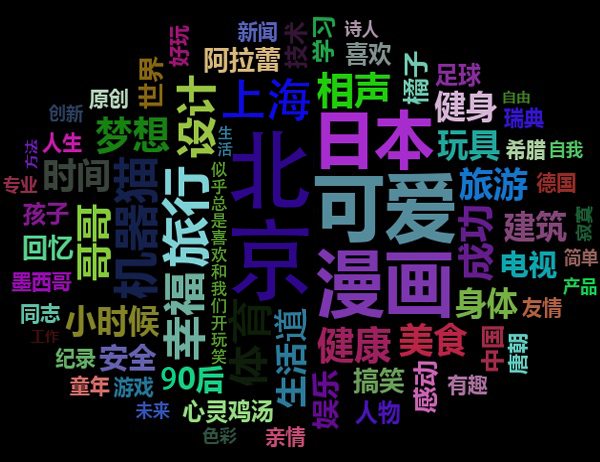 新闻
好玩
技术
学习
诗人
喜欢
世界
阿拉蕾
橘子
足球
原创
设计
上海
相声
健身
自由
创新
梦想
生活
北京
日本
玩具
瑞典
希腊
自我
方法
人生
时间
机器猫
旅行
似乎总是喜欢和我们开玩笑
可爱
旅游
德国
专业
孩子
哥哥
成功
建筑
寂寞
回忆
漫画
电视
简单
墨西哥
幸福
体育
身体
产品
同志
小时候
生活道
健康
美食
友情
工作
纪录
安全
中国
唐朝
童年
游戏
90后
娱乐
搞笑
感动
有趣
未来
心灵鸡汤
人物
色彩
亲情